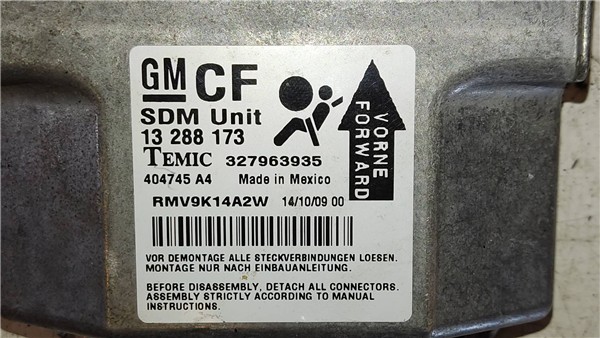 GM CF
SDM Unit
13 288 173
TEMIC 327963935
404745 A4 Made in Mexico
RMV9K14A2W 14/10/09 00
VORNE
FORWARD
VOR DEMONTAGE ALLE STECKVERBINDUNGEN LOESEN.
MONTAGE NUR NACH EINBAUANLEITUNG.
BEFORE DISASSEMBLY, DETACH ALL CONNECTORS.
ASSEMBLY STRICTLY ACCORDING TO MANUAL
INSTRUCTIONS.